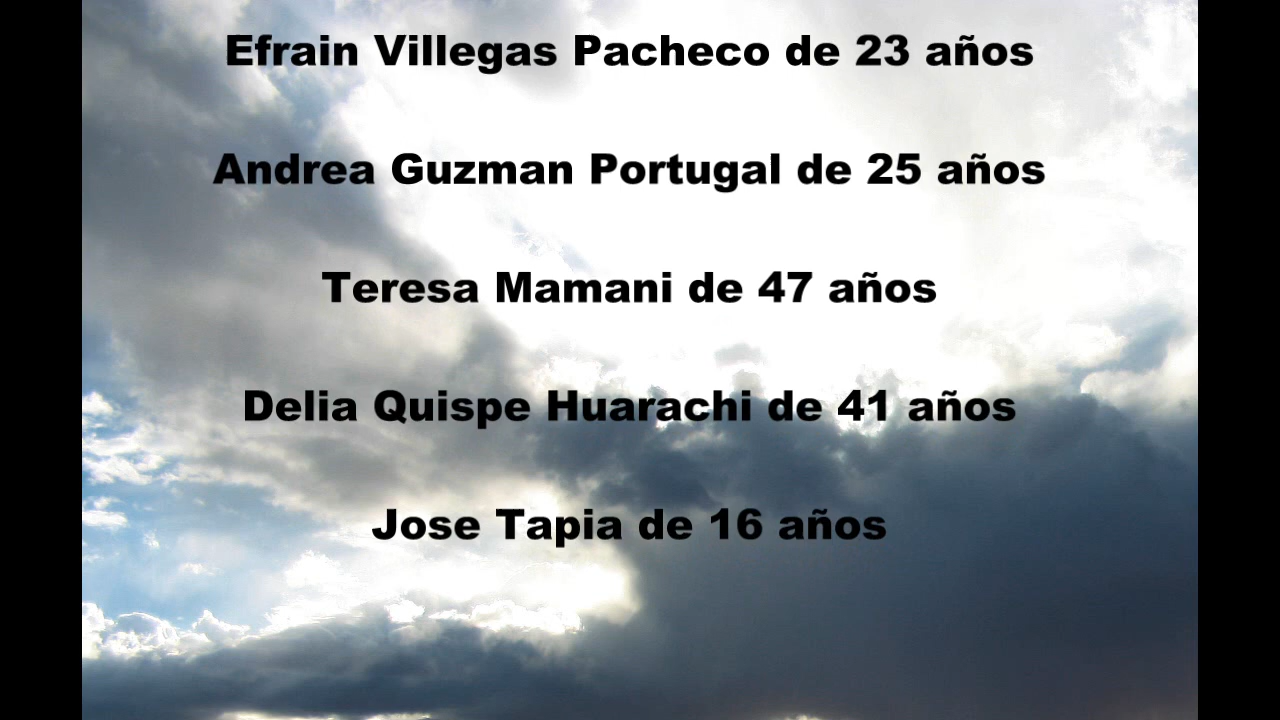 Efrain Villegas Pacheco de 23 años
Andrea Guzman Portugal de 25 años
Teresa Mamani de 47 años
Delia Quispe Huarachi de 41 años
Jose Tapia de 16 años